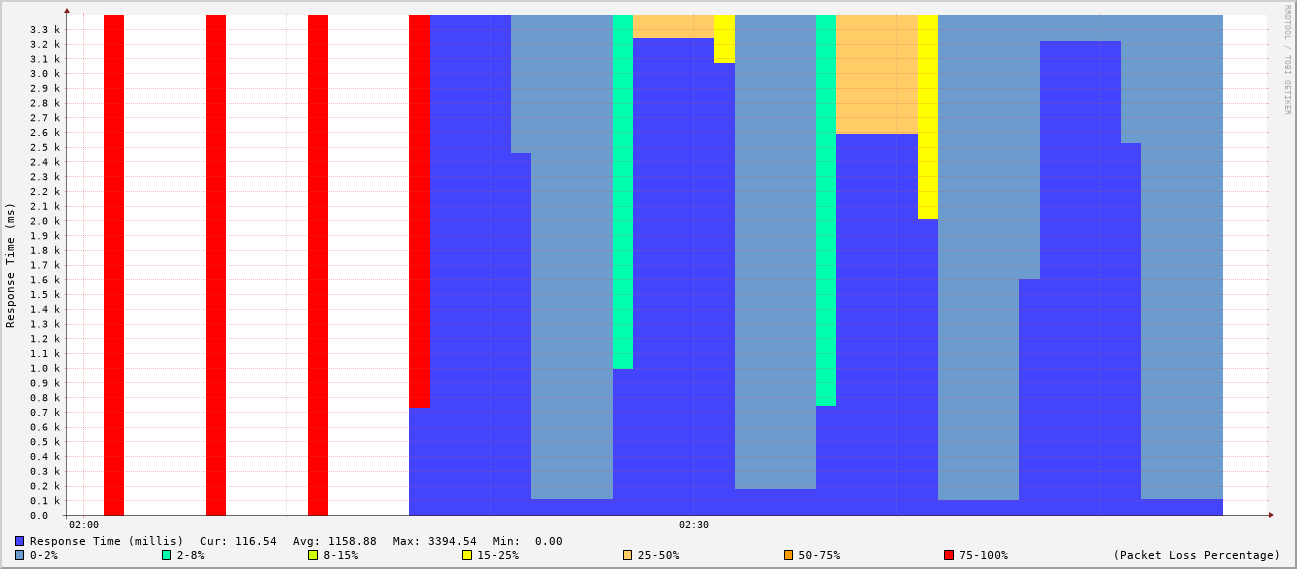 RRDTOOL / TOBI OETIKER
Response Time (ms)
3.3 k
3.2 k
3.1 k
3.0 k
2.9 k
2.8 k
2.7 k
2.6 k
2.5 k
2.4 k
2.3 k
2.2 k
2.1 k
2.0 k
1.9 k
1.8 k
1.7 k
1.6 k
1.5 k
1.4 k
1.3 k
1.2 k
1.1 k
1.0 k
0.9 k
0.8 k
0.7 k
0.6 k
0.5 k
0.4 k
0.3 k
0.2 k
0.1 k
0.0
02:00 02:30
Response Time (millis) Cur: 116.54 Avg: 1158.88 Max: 3394.54 Min: 0.00
0-2% 2-8% 8-15% 15-25% 25-50% 50-75% 75-100% (Packet Loss Percentage)